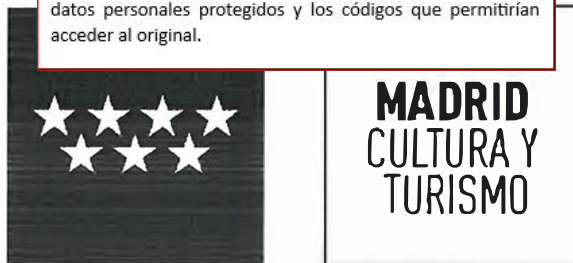 datos personales protegidos y los códigos que permitirían
acceder al original.
MADRID
CULTURA Y
TURISMO